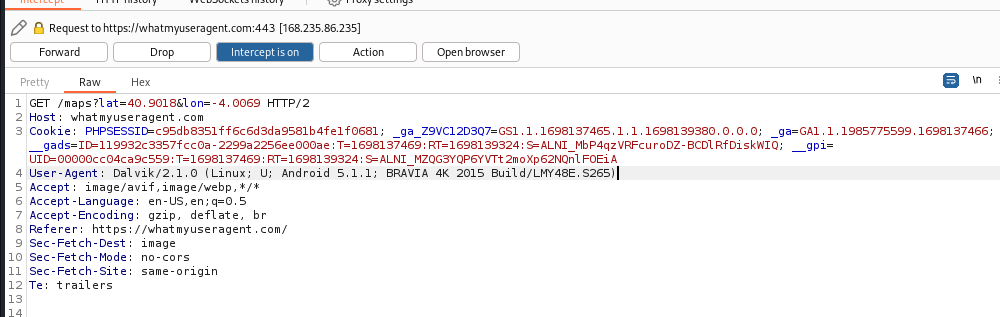 Intercept HTTP history WebSockets history Proxy settings
Request to https://whatmyuseragent.com:443 [168.235.86.235]
Forward Drop Intercept is on Action Open browser
Pretty Raw Hex \n
1 GET /maps?lat=40.9018&lon=-4.0069 HTTP/2
2 Host: whatmyuseragent.com
3 Cookie: PHPSESSID=c95db8351ff6c6d3da9581b4fe1f0681; _ga_Z9VC12D3Q7=GS1.1.1698137465.1.1.1698139380.0.0.0; _ga=GA1.1.1985775599.1698137466;
__gads=ID=119932c3357fcc0a-2299a2256ee000ae:T=1698137469:RT=1698139324:S=ALNI_MbP4qzVRFcuroDZ-BCDlRfDiskWIQ; __gpi=
UID=00000cc04ca9c559:T=1698137469:RT=1698139324:S=ALNI_MZQG3YQP6YVTt2moXp62NQnlF0EiA
4 User-Agent: Dalvik/2.1.0 (Linux; U; Android 5.1.1; BRAVIA 4K 2015 Build/LMY48E.S265)
5 Accept: image/avif,image/webp,*/*
6 Accept-Language: en-US,en;q=0.5
7 Accept-Encoding: gzip, deflate, br
8 Referer: https://whatmyuseragent.com/
9 Sec-Fetch-Dest: image
10 Sec-Fetch-Mode: no-cors
11 Sec-Fetch-Site: same-origin
12 Te: trailers
13
14